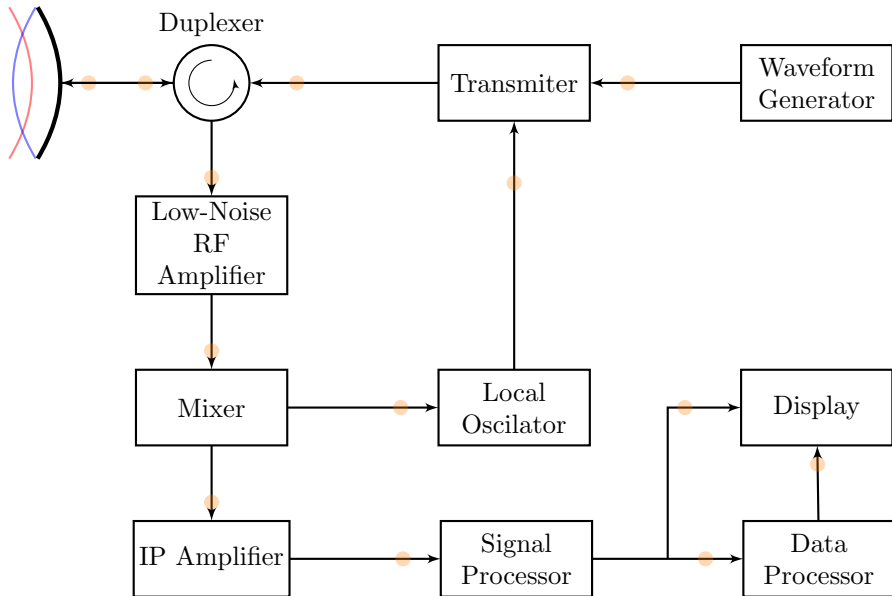 Duplexer
Transmiter
Waveform
Generator
Low-Noise
RF
Amplifier
Mixer
Local
Oscilator
Display
IP Amplifier
Signal
Processor
Data
Processor